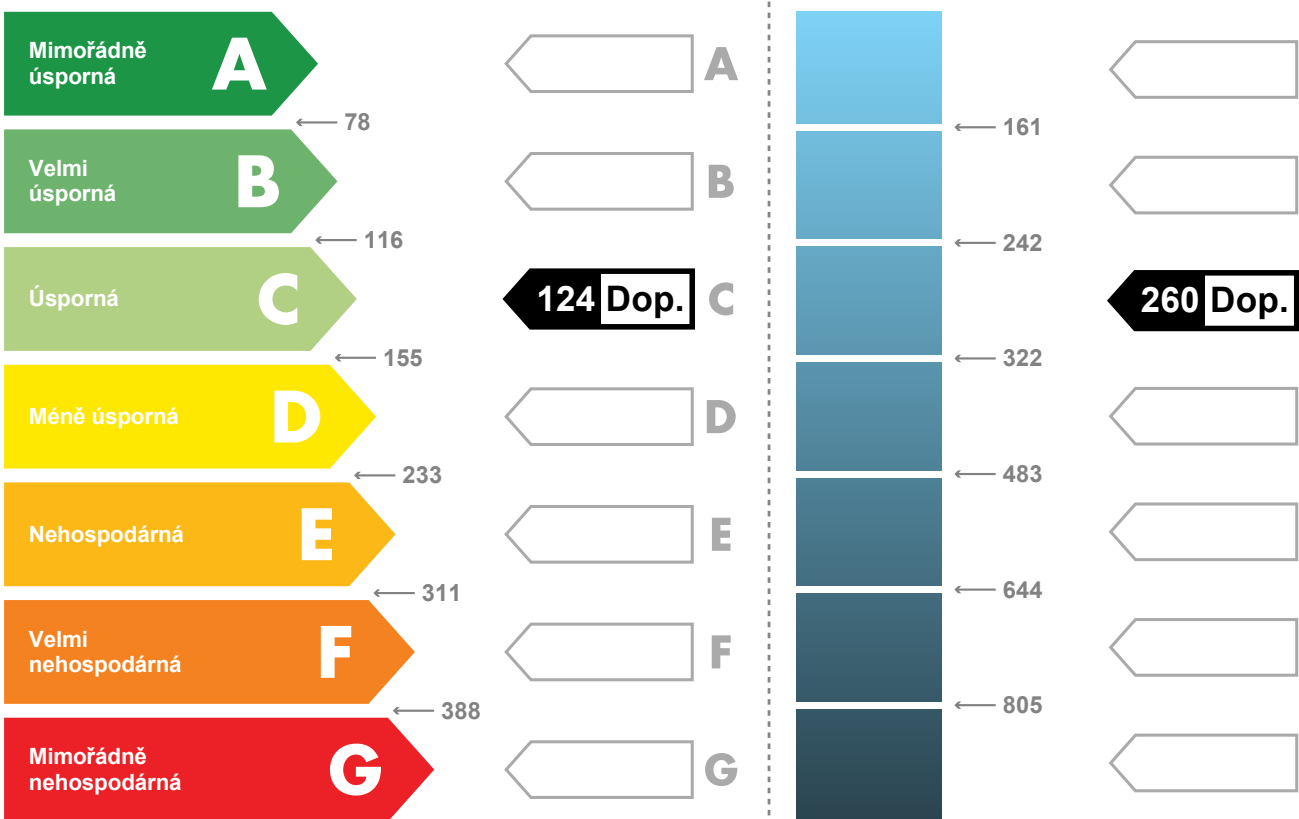 Mimořádně
úsporná
A
A
78
161
Velmi
úsporná
B
B
116
242
Úsporná
C
124 Dop.
C
260 Dop.
155
322
Méně úsporná
D
D
233
483
Nehospodárná
E
E
311
644
Velmi
nehospodárná
F
F
388
805
Mimořádně
nehospodárná
G
G